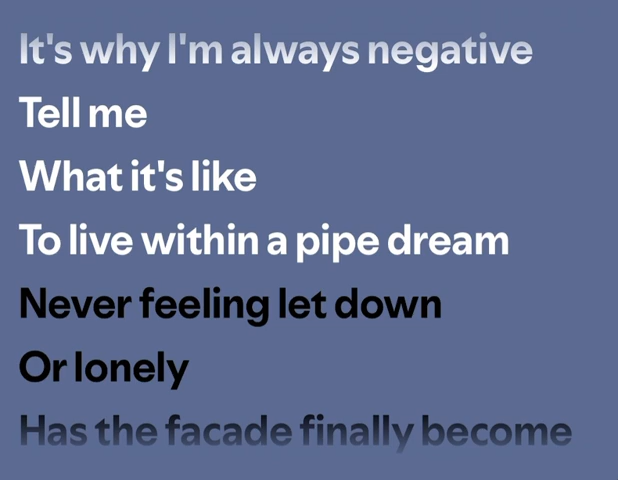 It's why I'm always negative
Tell me
What it's like
To live within a pipe dream
Never feeling let down
Or lonely
Has the facade finally become